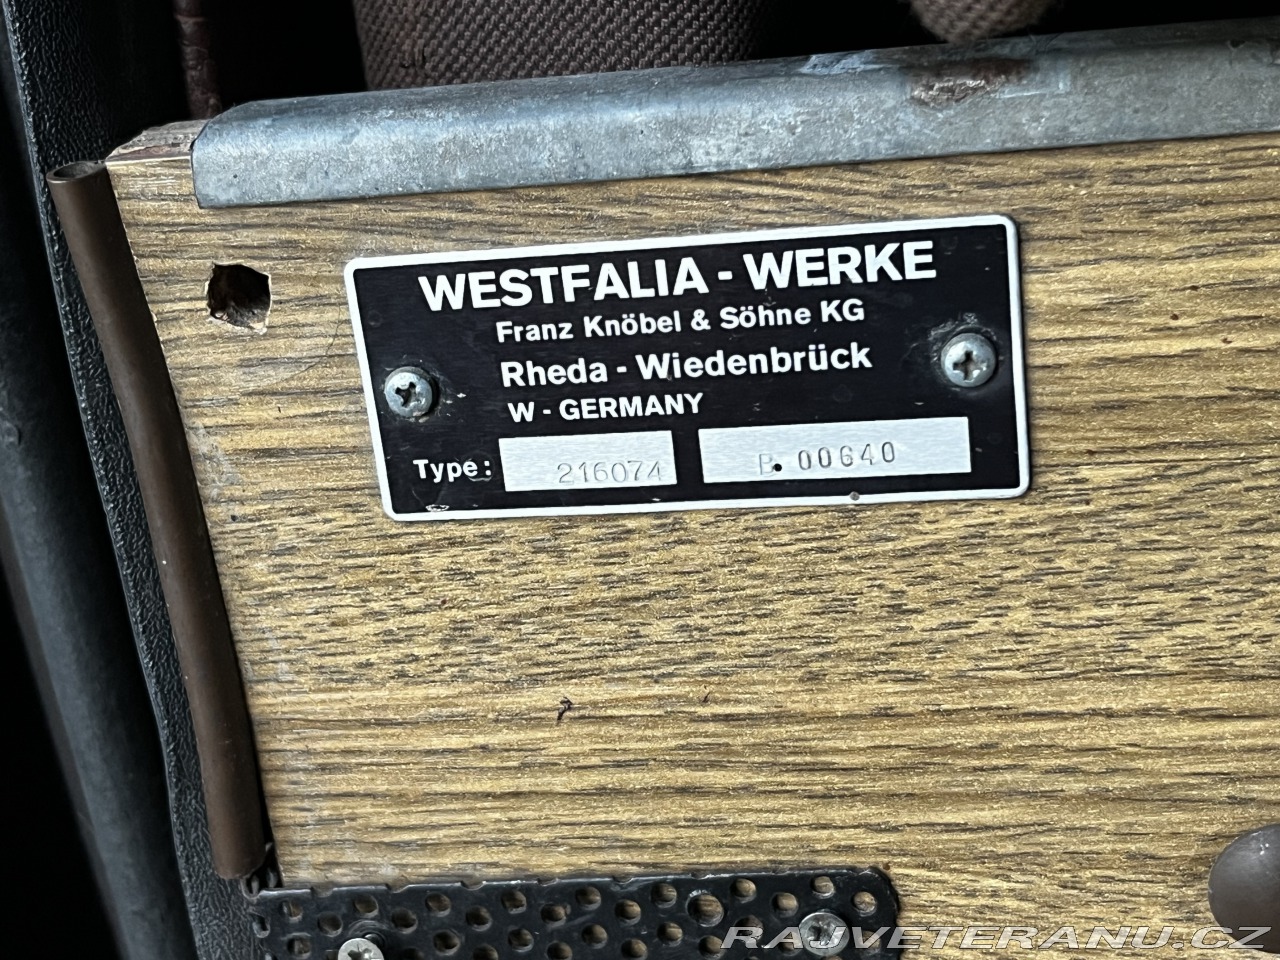 WESTFALIA - WERKE
Franz Knöbel & Söhne KG
Rheda - Wiedenbrück
W - GERMANY
Type: 216074 B. 00640
RAJVETERANU.CZ